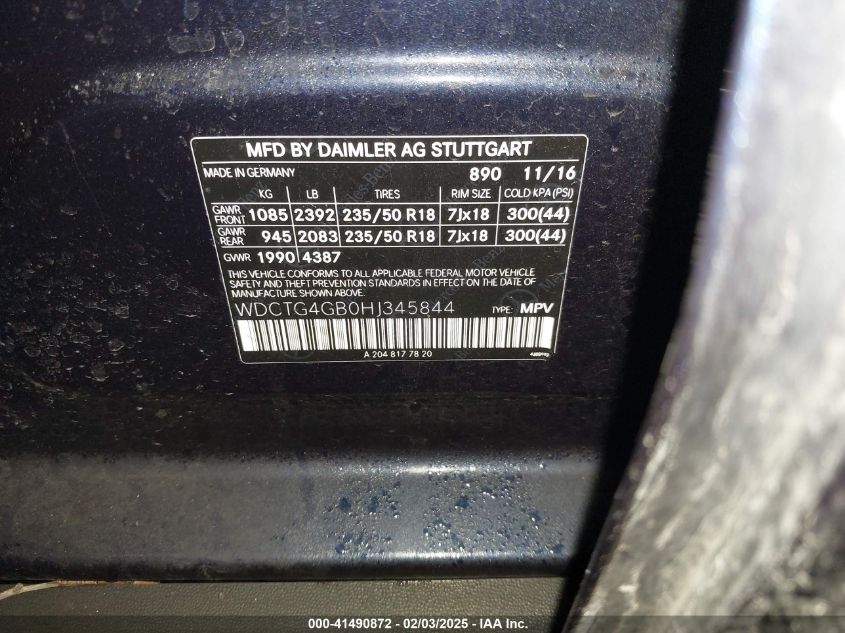 MFD BY DAIMLER AG STUTTGART
MADE IN GERMANY 890 11/16
KG LB TIRES RIM SIZE COLD KPA(PSI)
GAWR FRONT 1085 2392 235/50 R18 7Jx18 300(44)
GAWR REAR 945 2083 235/50 R18 7Jx18 300(44)
GVWR 1990 4387
THIS VEHICLE CONFORMS TO ALL APPLICABLE FEDERAL MOTOR VEHICLE
SAFETY AND THEFT PREVENTION STANDARDS IN EFFECT ON THE DATE OF
MANUFACTURE SHOWN ABOVE.
WDCTG4GB0HJ345844 TYPE: MPV
A 204 817 78 20
000-41490872 - 02/03/2025 - © IAA Inc.